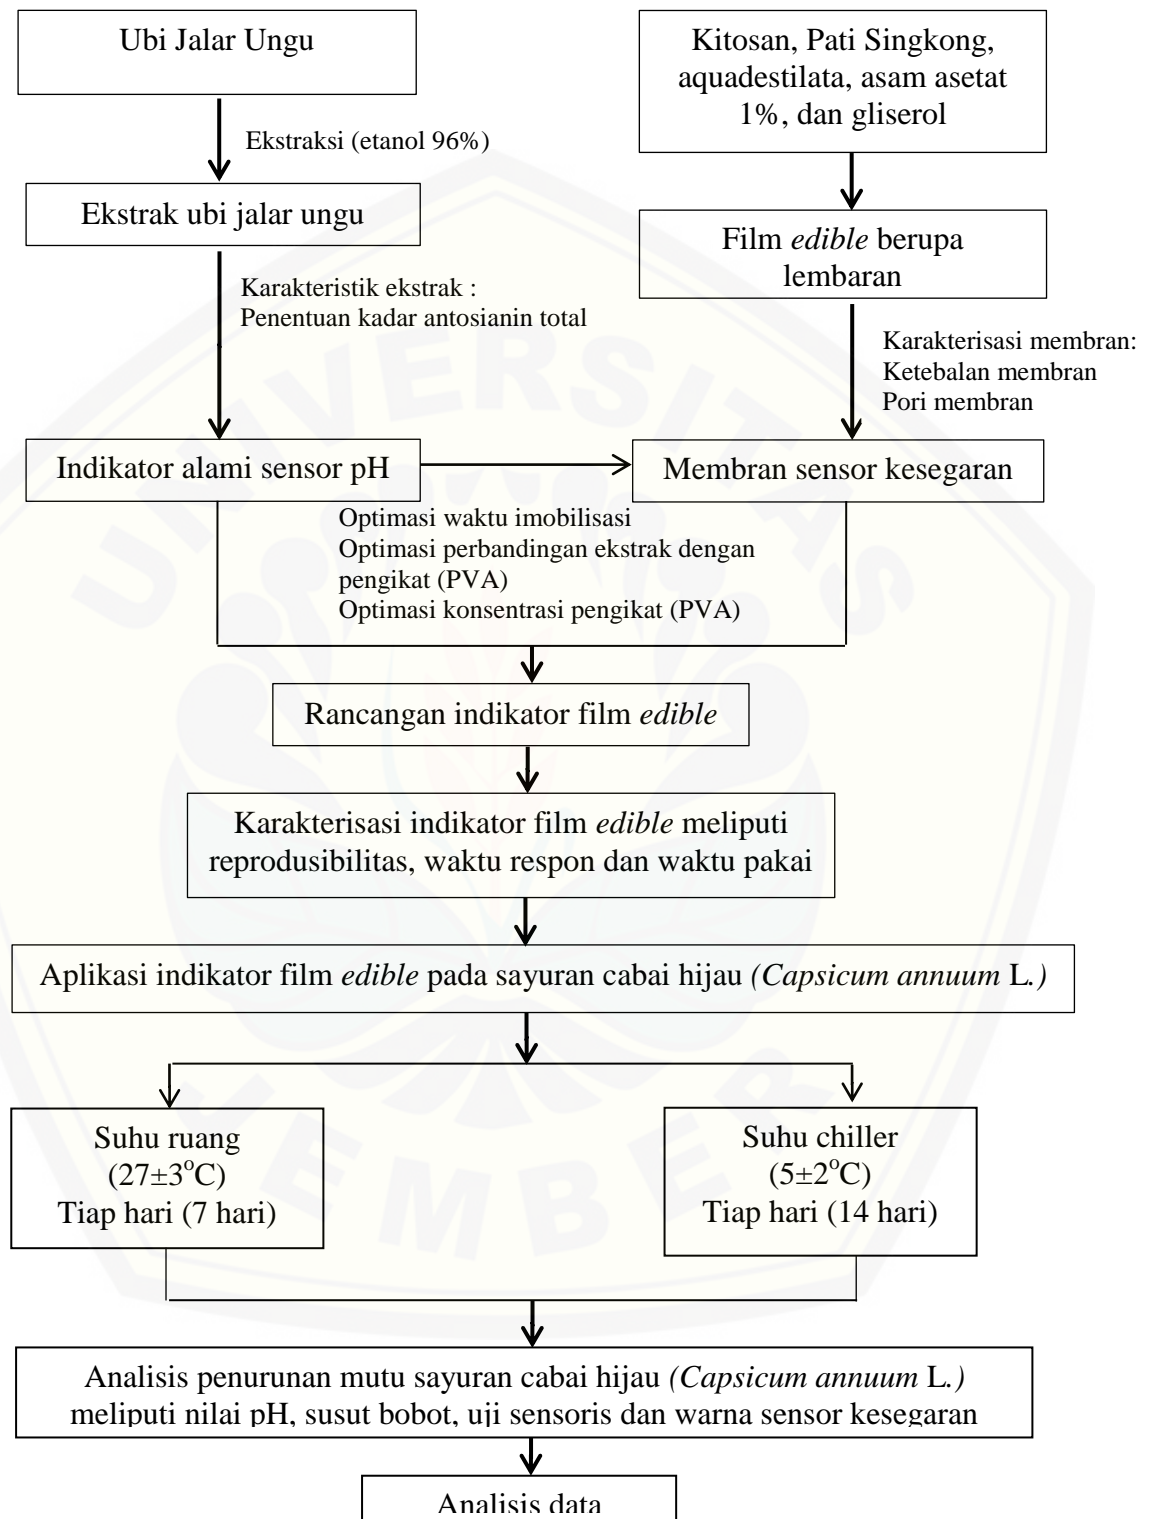 Ubi Jalar Ungu
Kitosan, Pati Singkong,
aquadestilata, asam asetat
1%, dan gliserol
Ekstraksi (etanol 96%)
Ekstrak ubi jalar ungu
Film edible berupa
lembaran
Karakteristik ekstrak :
Penentuan kadar antosianin total
Karakterisasi membran:
Ketebalan membran
Pori membran
Indikator alami sensor pH
Membran sensor kesegaran
Optimasi waktu imobilisasi
Optimasi perbandingan ekstrak dengan
pengikat (PVA)
Optimasi konsentrasi pengikat (PVA)
Rancangan indikator film edible
Karakterisasi indikator film edible meliputi
reprodusibilitas, waktu respon dan waktu pakai
Aplikasi indikator film edible pada sayuran cabai hijau (Capsicum annuum L.)
Suhu ruang
(27±3°C)
Tiap hari (7 hari)
Suhu chiller
(5±2°C)
Tiap hari (14 hari)
Analisis penurunan mutu sayuran cabai hijau (Capsicum annuum L.)
meliputi nilai pH, susut bobot, uji sensoris dan warna sensor kesegaran
Analisis data
UNIVERSITAS
JEMBER